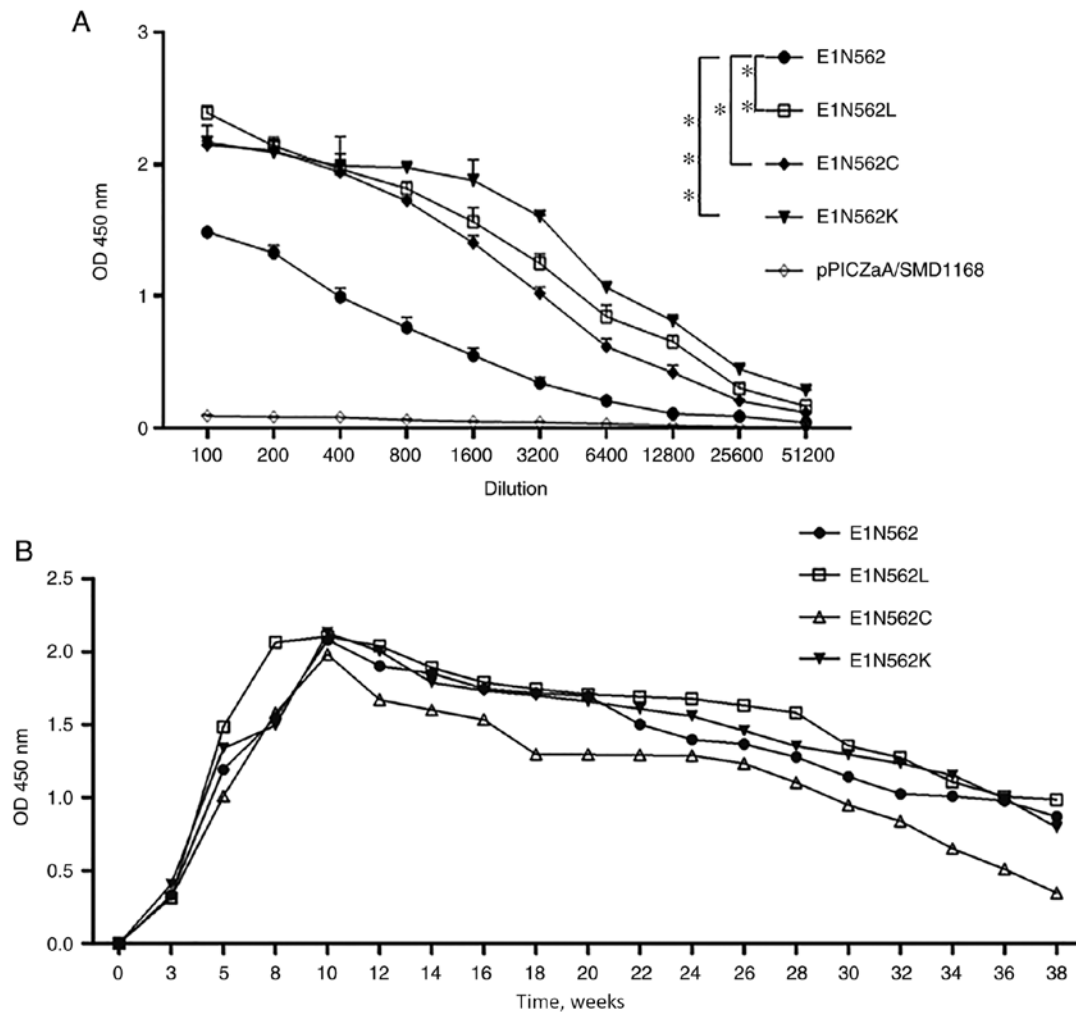 A
3
2
1
0
OD 450 nm
100 200 400 800 1600 3200 6400 12800 25600 51200
Dilution
E1N562
E1N562L
E1N562C
E1N562K
pPICZaA/SMD1168
* * *
*
* *
B
2.5
2.0
1.5
1.0
0.5
0.0
OD 450 nm
0 3 5 8 10 12 14 16 18 20 22 24 26 28 30 32 34 36 38
Time, weeks
E1N562
E1N562L
E1N562C
E1N562K